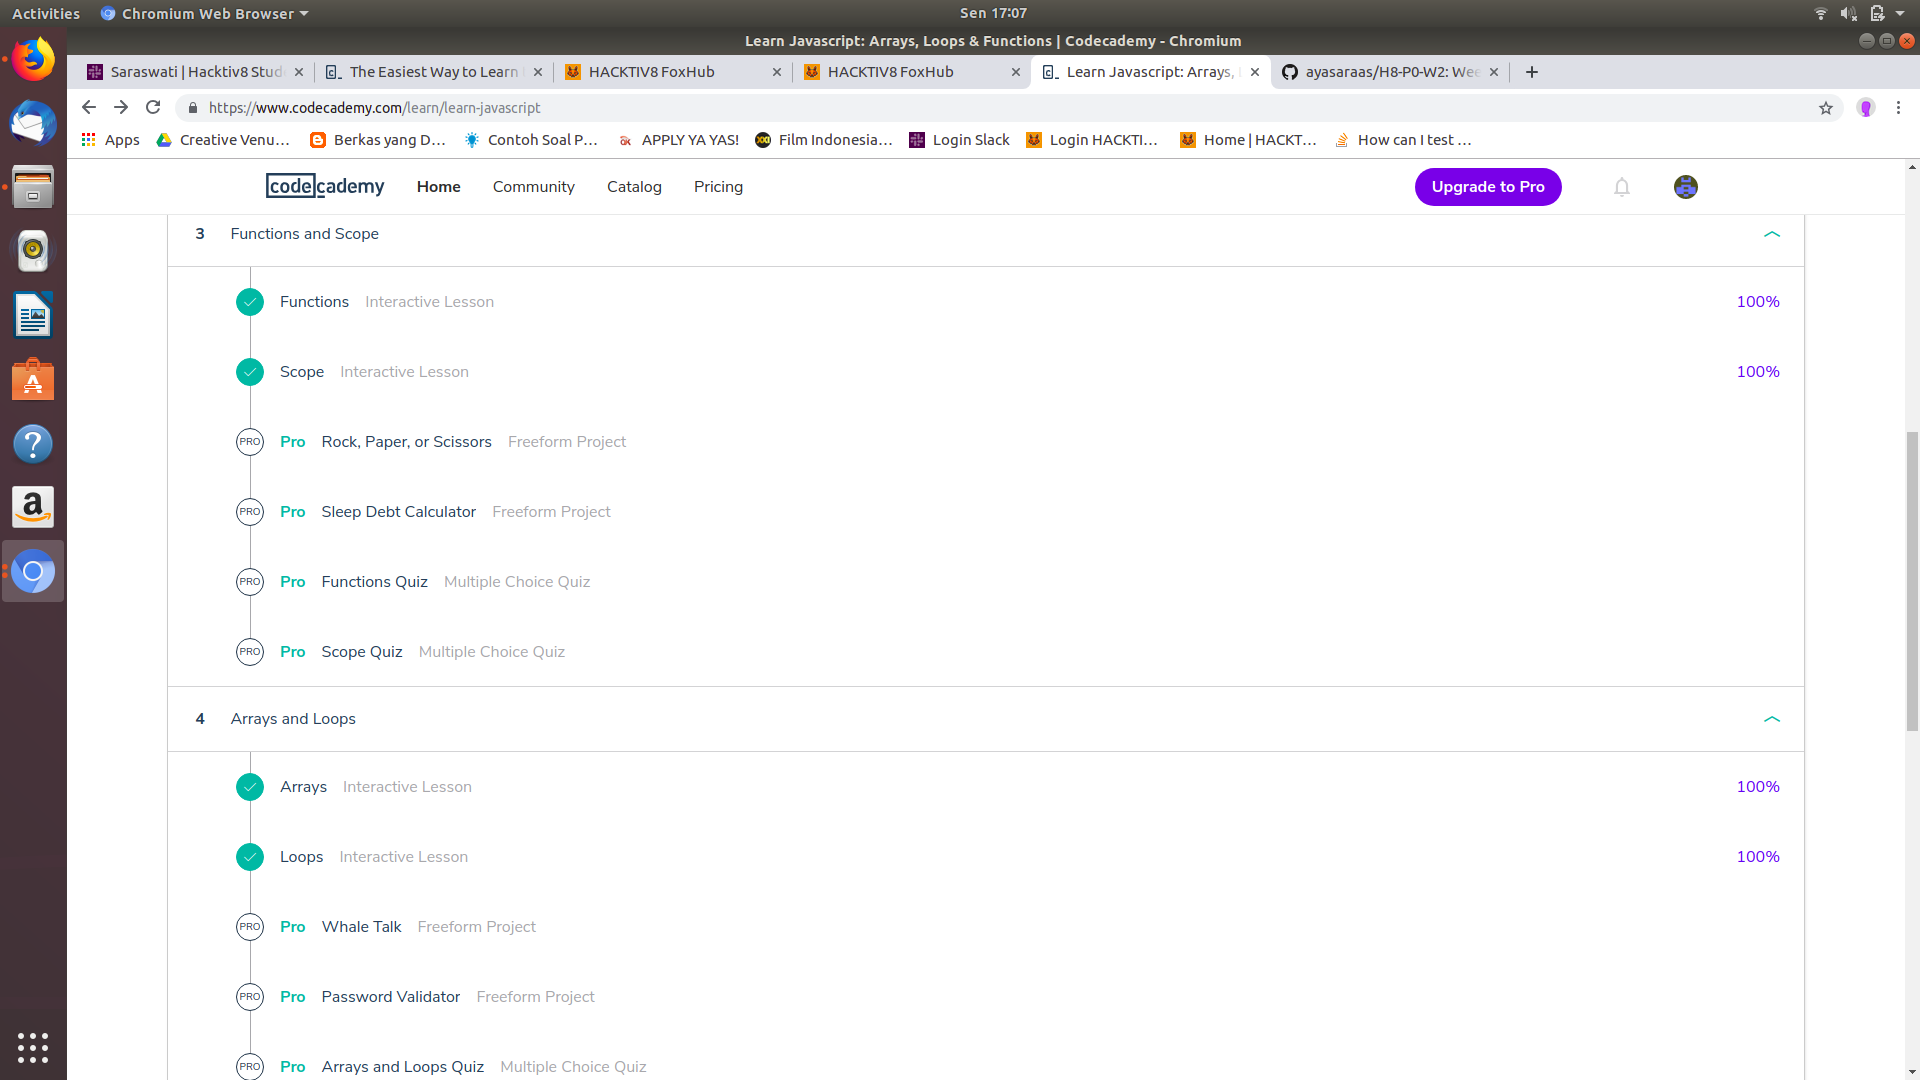 Activities Chromium Web Browser Sen 17:07
Learn Javascript: Arrays, Loops & Functions | Codecademy - Chromium
Saraswati | Hacktiv8 Stud The Easiest Way to Learn HACKTIV8 FoxHub HACKTIV8 FoxHub Learn Javascript: Arrays, ayasaraas/H8-P0-W2: Wee
https://www.codecademy.com/learn/learn-javascript
Apps Creative Venu... Berkas yang D... Contoh Soal P... APPLY YA YAS! Film Indonesia... Login Slack Login HACKTI... Home | HACKT... How can I test ...
codecademy Home Community Catalog Pricing Upgrade to Pro
3 Functions and Scope
Functions Interactive Lesson 100%
Scope Interactive Lesson 100%
PRO Pro Rock, Paper, or Scissors Freeform Project
PRO Pro Sleep Debt Calculator Freeform Project
PRO Pro Functions Quiz Multiple Choice Quiz
PRO Pro Scope Quiz Multiple Choice Quiz
4 Arrays and Loops
Arrays Interactive Lesson 100%
Loops Interactive Lesson 100%
PRO Pro Whale Talk Freeform Project
PRO Pro Password Validator Freeform Project
PRO Pro Arrays and Loops Quiz Multiple Choice Quiz